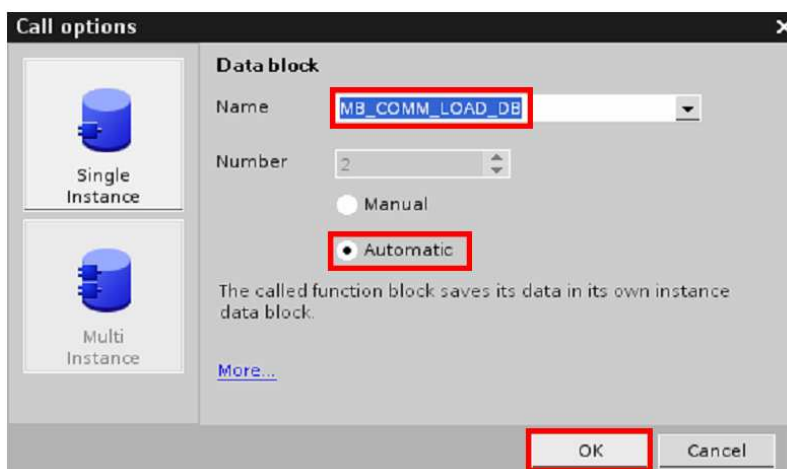 Call options
Data block
Name
MB_COMM_LOAD_DB
Number
2
Single
Instance
Manual
Automatic
The called function block saves its data in its own instance
data block.
Multi
Instance
More...
OK
Cancel